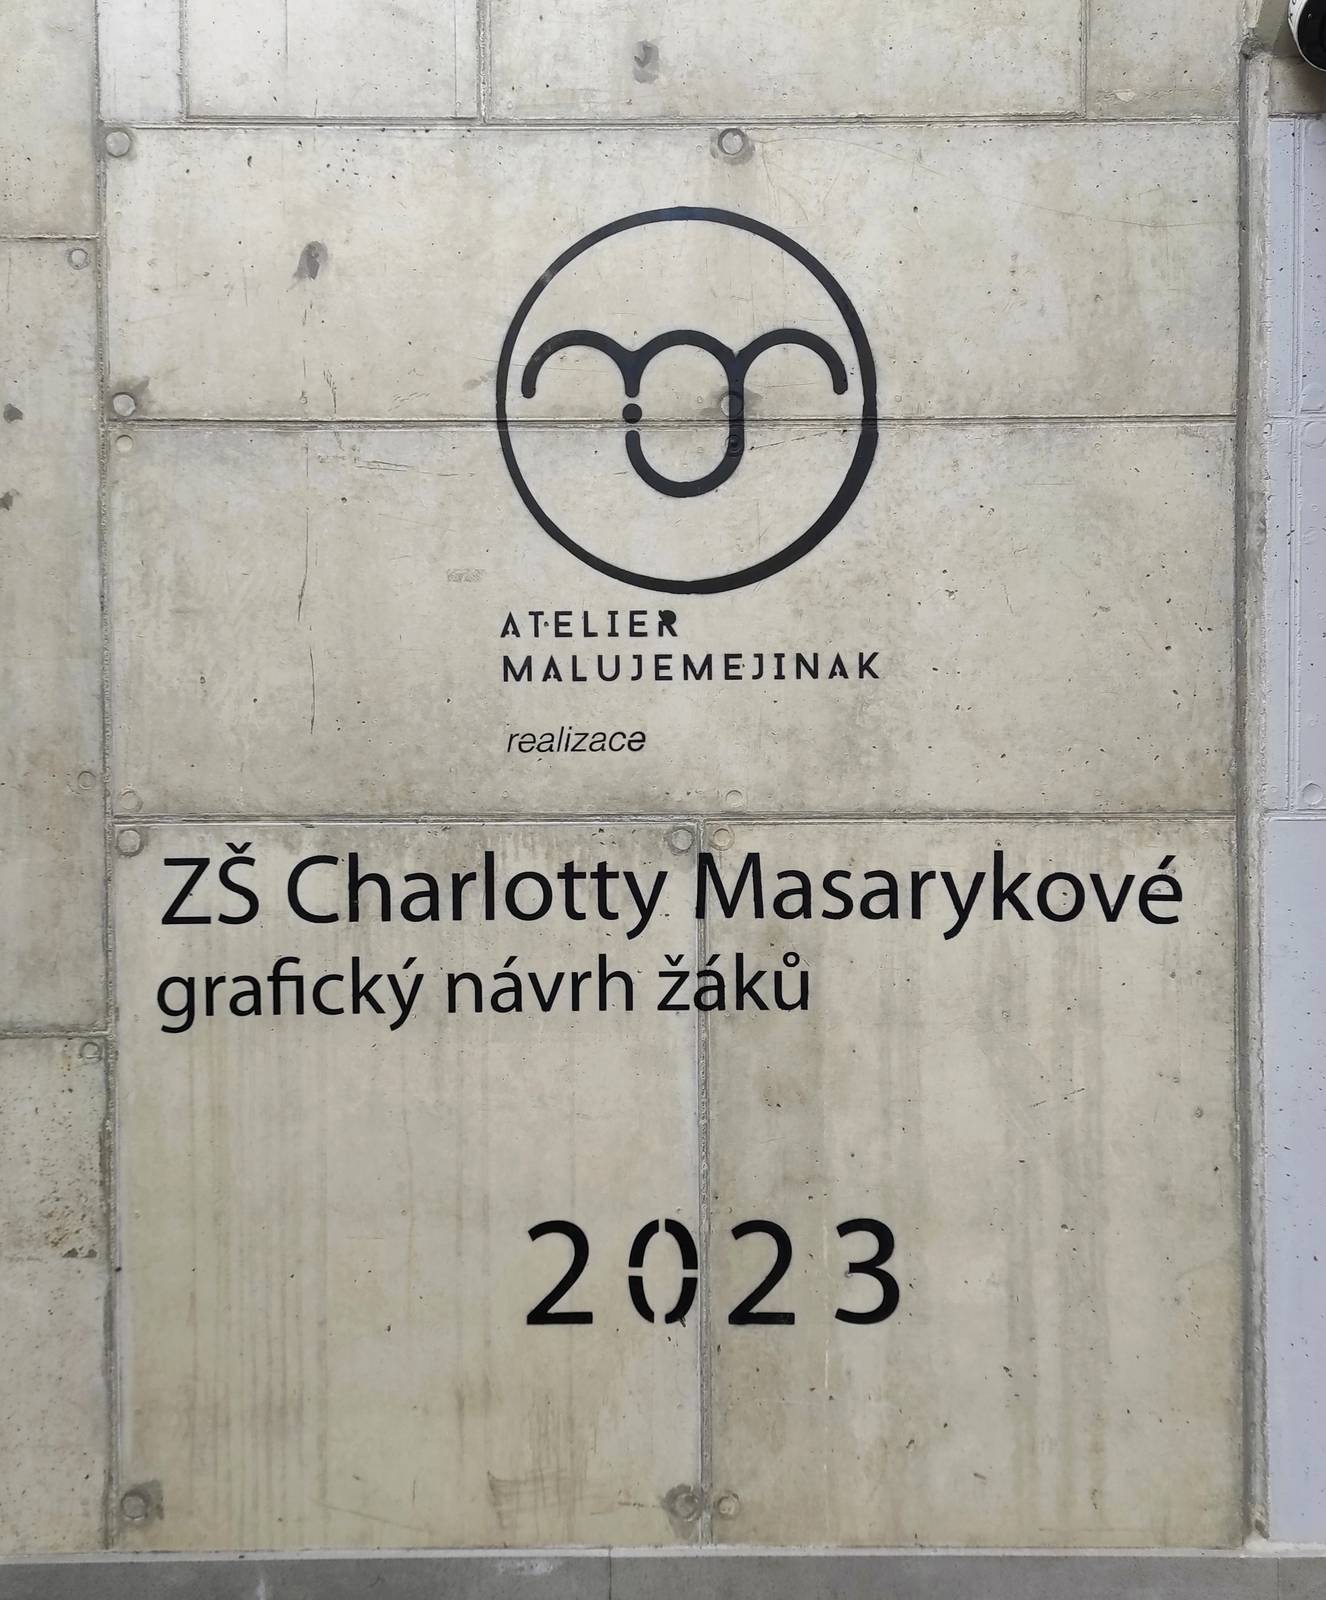 ATELIER
MALUJEMEJINAK
realizace
ZŠ Charlotty Masarykové
grafický návrh žáků
2023